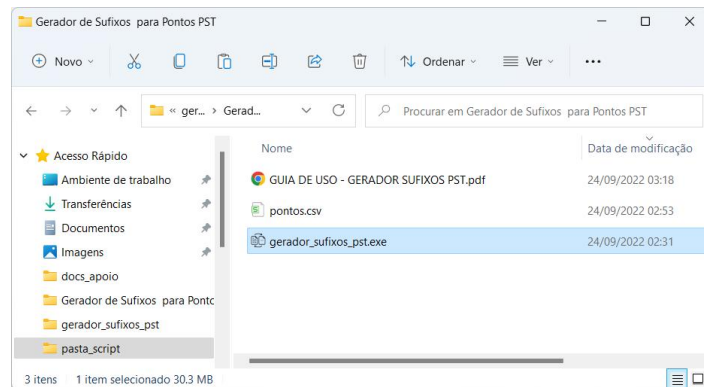 Gerador de Sufixos para Pontos PST
Novo
Ordenar
Ver
« ger... › Gerad...
Procurar em Gerador de Sufixos para Pontos PST
Acesso Rápido
Ambiente de trabalho
Transferências
Documentos
Imagens
docs_apoio
Gerador de Sufixos para Pontc
gerador_sufixos_pst
pasta_script
Nome Data de modificação
GUIA DE USO - GERADOR SUFIXOS PST.pdf 24/09/2022 03:18
pontos.csv 24/09/2022 02:53
gerador_sufixos_pst.exe 24/09/2022 02:31
3 itens 1 item selecionado 30.3 MB